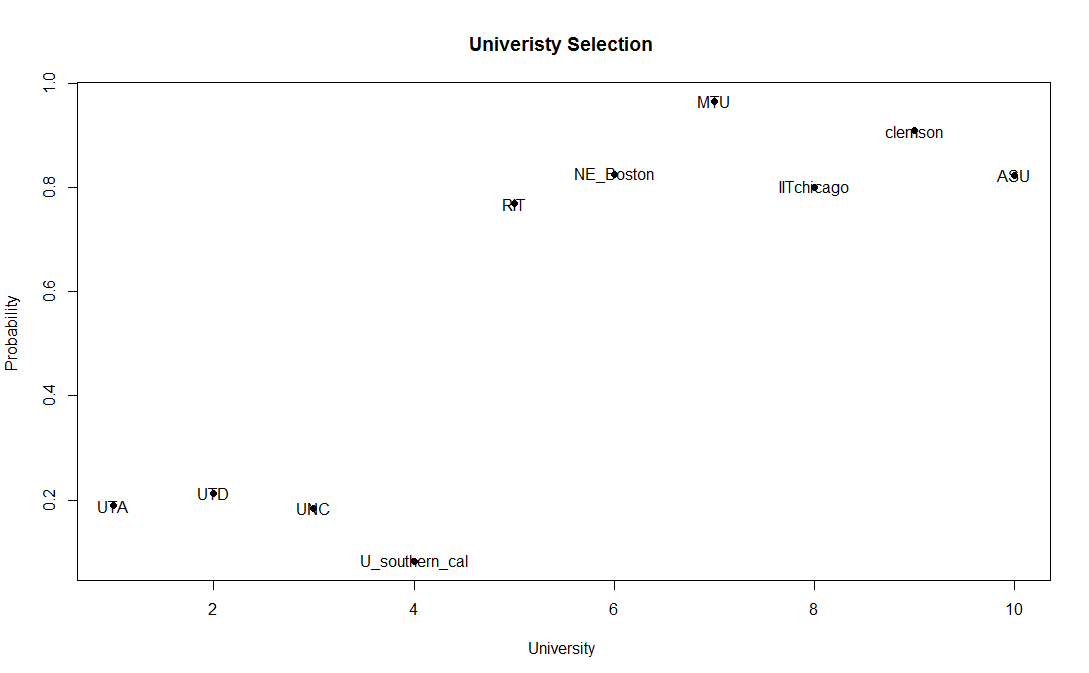 Univeristy Selection
Probability
1.0
0.8
0.6
0.4
0.2
MTU
clemson
NE_Boston
ASU
IITchicago
RIT
UTD
UTA
UNC
U_southern_cal
2 4 6 8 10
University